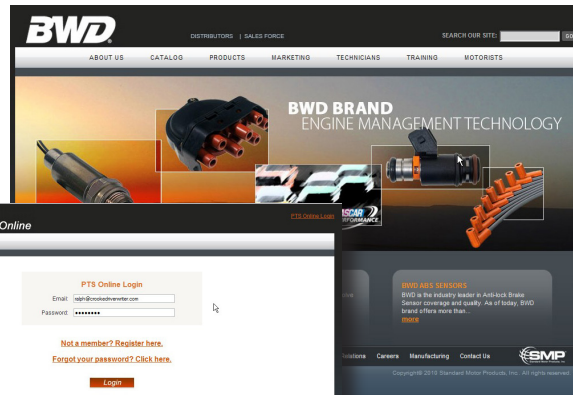 BWD
DISTRIBUTORS | SALES FORCE
SEARCH OUR SITE:
GO
ABOUT US
CATALOG
PRODUCTS
MARKETING
TECHNICIANS
TRAINING
MOTORISTS
BWD BRAND
ENGINE MANAGEMENT TECHNOLOGY
Online
PTS Online Login
PTS Online Login
Email:
ralph@crookedriverwriter.com
Password:
Not a member? Register here.
Forgot your password? Click here.
Login
BWD ABS SENSORS
BWD is the industry leader in Anti-lock Brake
Sensor coverage and quality. As of today, BWD
brand offers more than...
more
Careers Manufacturing Contact Us
SMP
Copyright© 2010 Standard Motor Products, Inc. All rights reserved